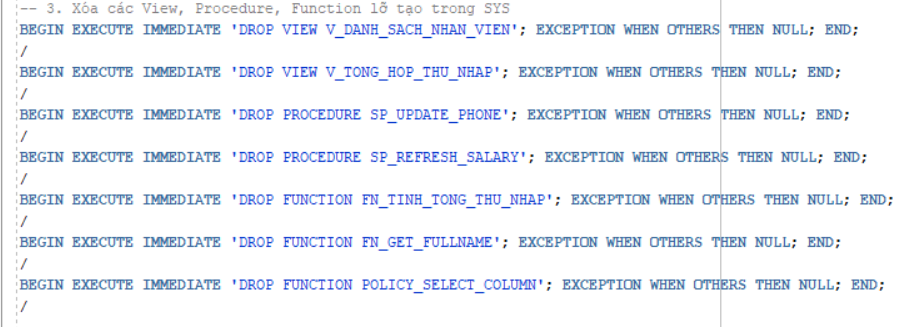 -- 3. Xóa các View, Procedure, Function lỡ tạo trong SYS
BEGIN EXECUTE IMMEDIATE 'DROP VIEW V_DANH_SACH_NHAN_VIEN'; EXCEPTION WHEN OTHERS THEN NULL; END;
/
BEGIN EXECUTE IMMEDIATE 'DROP VIEW V_TONG_HOP_THU_NHAP'; EXCEPTION WHEN OTHERS THEN NULL; END;
/
BEGIN EXECUTE IMMEDIATE 'DROP PROCEDURE SP_UPDATE_PHONE'; EXCEPTION WHEN OTHERS THEN NULL; END;
/
BEGIN EXECUTE IMMEDIATE 'DROP PROCEDURE SP_REFRESH_SALARY'; EXCEPTION WHEN OTHERS THEN NULL; END;
/
BEGIN EXECUTE IMMEDIATE 'DROP FUNCTION FN_TINH_TONG_THU_NHAP'; EXCEPTION WHEN OTHERS THEN NULL; END;
/
BEGIN EXECUTE IMMEDIATE 'DROP FUNCTION FN_GET_FULLNAME'; EXCEPTION WHEN OTHERS THEN NULL; END;
/
BEGIN EXECUTE IMMEDIATE 'DROP FUNCTION POLICY_SELECT_COLUMN'; EXCEPTION WHEN OTHERS THEN NULL; END;
/